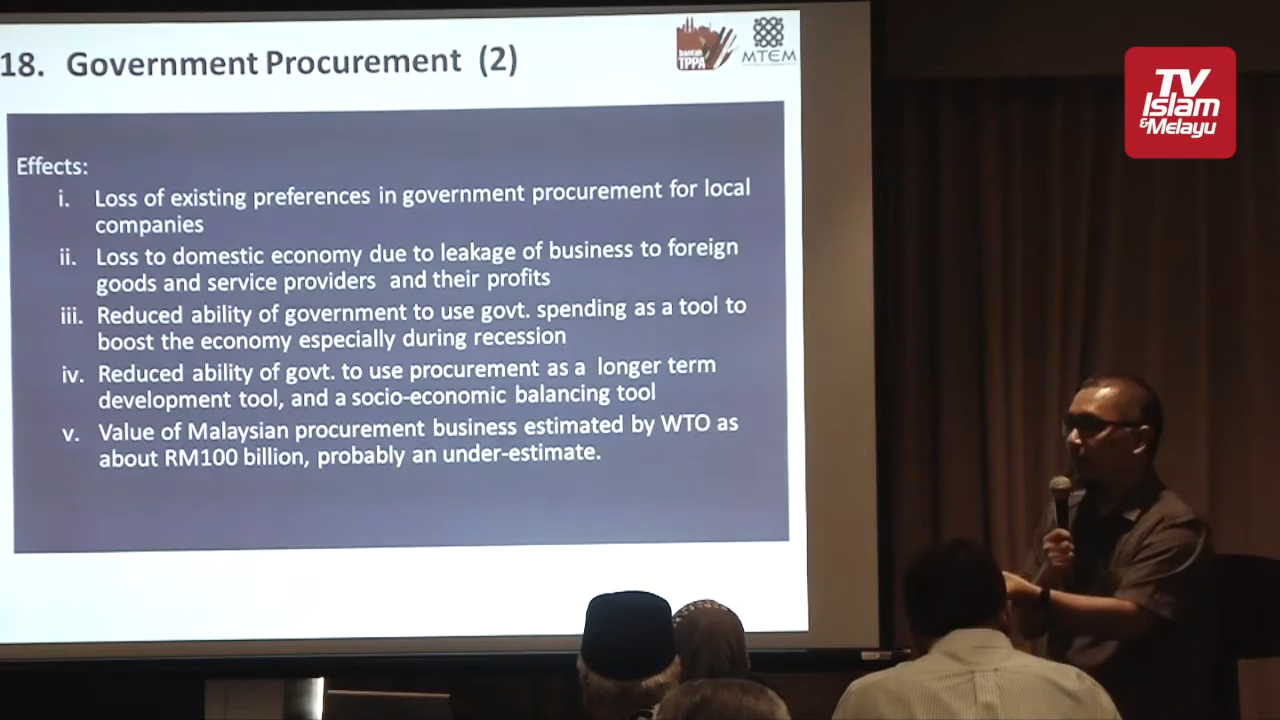 18. Government Procurement (2)
bantah
TPPA
MTEM
TV
Islam
&Melayu
Effects:
i. Loss of existing preferences in government procurement for local
companies
ii. Loss to domestic economy due to leakage of business to foreign
goods and service providers and their profits
iii. Reduced ability of government to use govt. spending as a tool to
boost the economy especially during recession
iv. Reduced ability of govt. to use procurement as a longer term
development tool, and a socio-economic balancing tool
v. Value of Malaysian procurement business estimated by WTO as
about RM100 billion, probably an under-estimate.